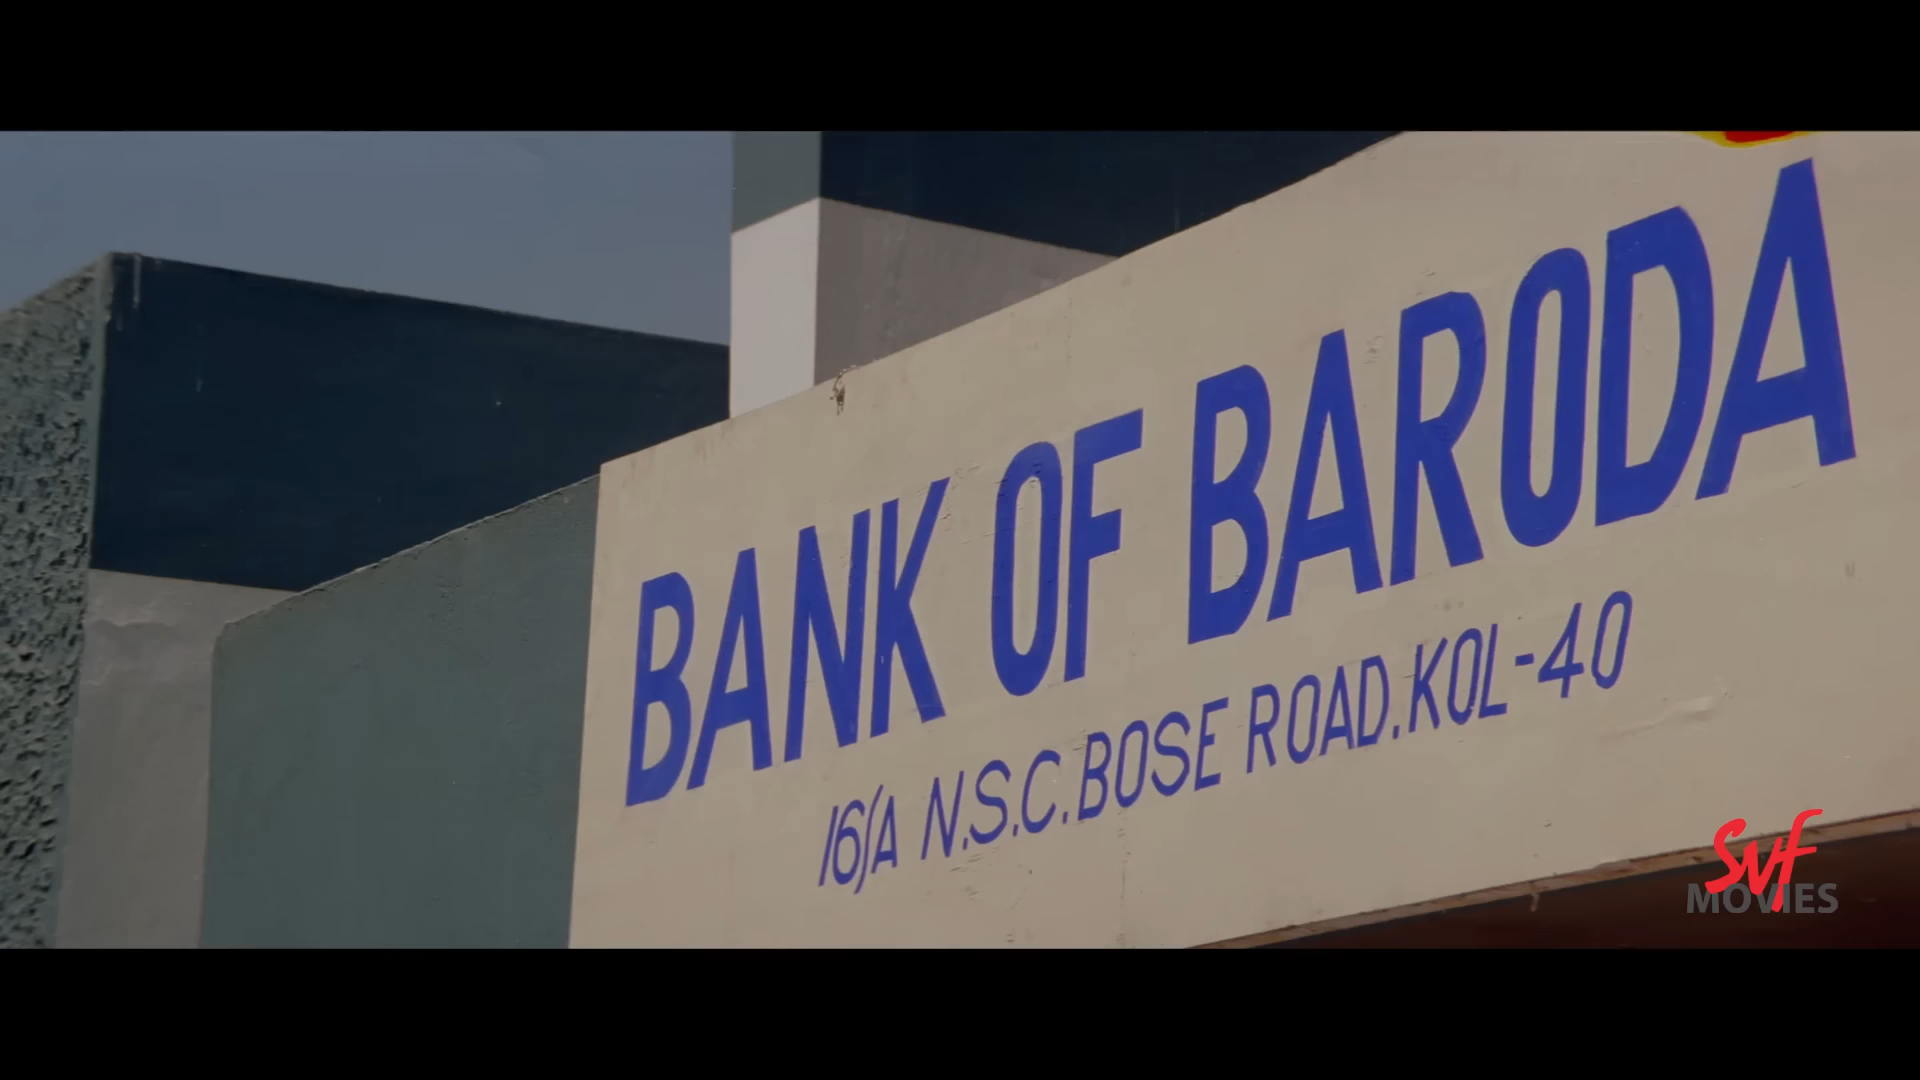 BANK OF BARODA
16/A N.S.C. BOSE ROAD. KOL-40
SVF
MOVIES